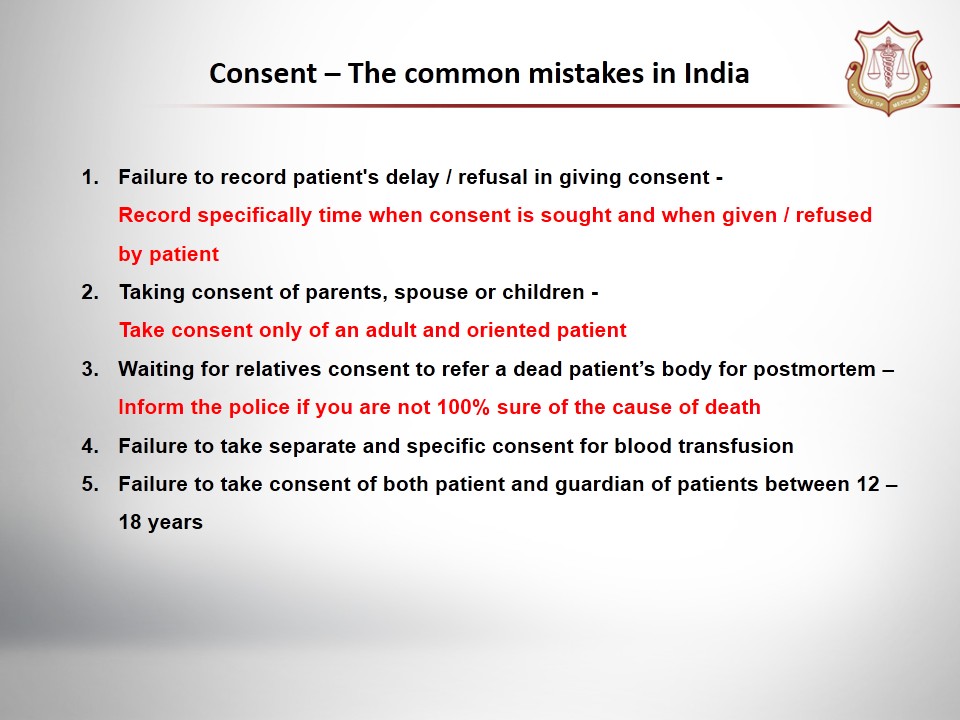 Consent – The common mistakes in India
1. Failure to record patient's delay / refusal in giving consent -
Record specifically time when consent is sought and when given / refused
by patient
2. Taking consent of parents, spouse or children -
Take consent only of an adult and oriented patient
3. Waiting for relatives consent to refer a dead patient’s body for postmortem –
Inform the police if you are not 100% sure of the cause of death
4. Failure to take separate and specific consent for blood transfusion
5. Failure to take consent of both patient and guardian of patients between 12 –
18 years